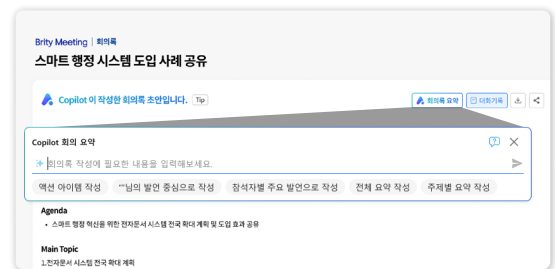 Brity Meeting | 회의록
스마트 행정 시스템 도입 사례 공유
Copilot 이 작성한 회의록 초안입니다. Tip
회의록 요약 대화기록
Copilot 회의 요약
회의록 작성에 필요한 내용을 입력해보세요.
액션 아이템 작성 ""님의 발언 중심으로 작성 참석자별 주요 발언으로 작성 전체 요약 작성 주제별 요약 작성
Agenda
• 스마트 행정 혁신을 위한 전자문서 시스템 전국 확대 계획 및 도입 효과 공유
Main Topic
1.전자문서 시스템 전국 확대 계획